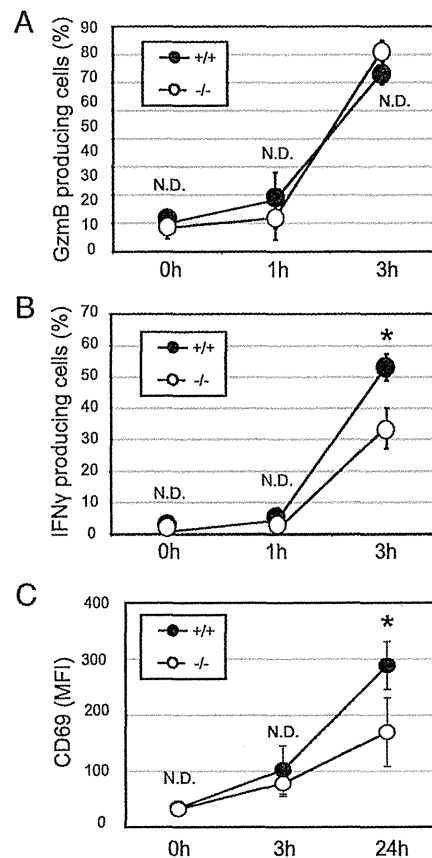 A
GzmB producing cells (%)
90
80
70
60
50
40
30
20
10
0
+/+
-/-
N.D.
N.D.
N.D.
0h 1h 3h
B
IFNγ producing cells (%)
70
60
50
40
30
20
10
0
+/+
-/-
N.D.
N.D.
*
0h 1h 3h
C
CD69 (MFI)
400
300
200
100
0
+/+
-/-
N.D.
N.D.
*
0h 3h 24h